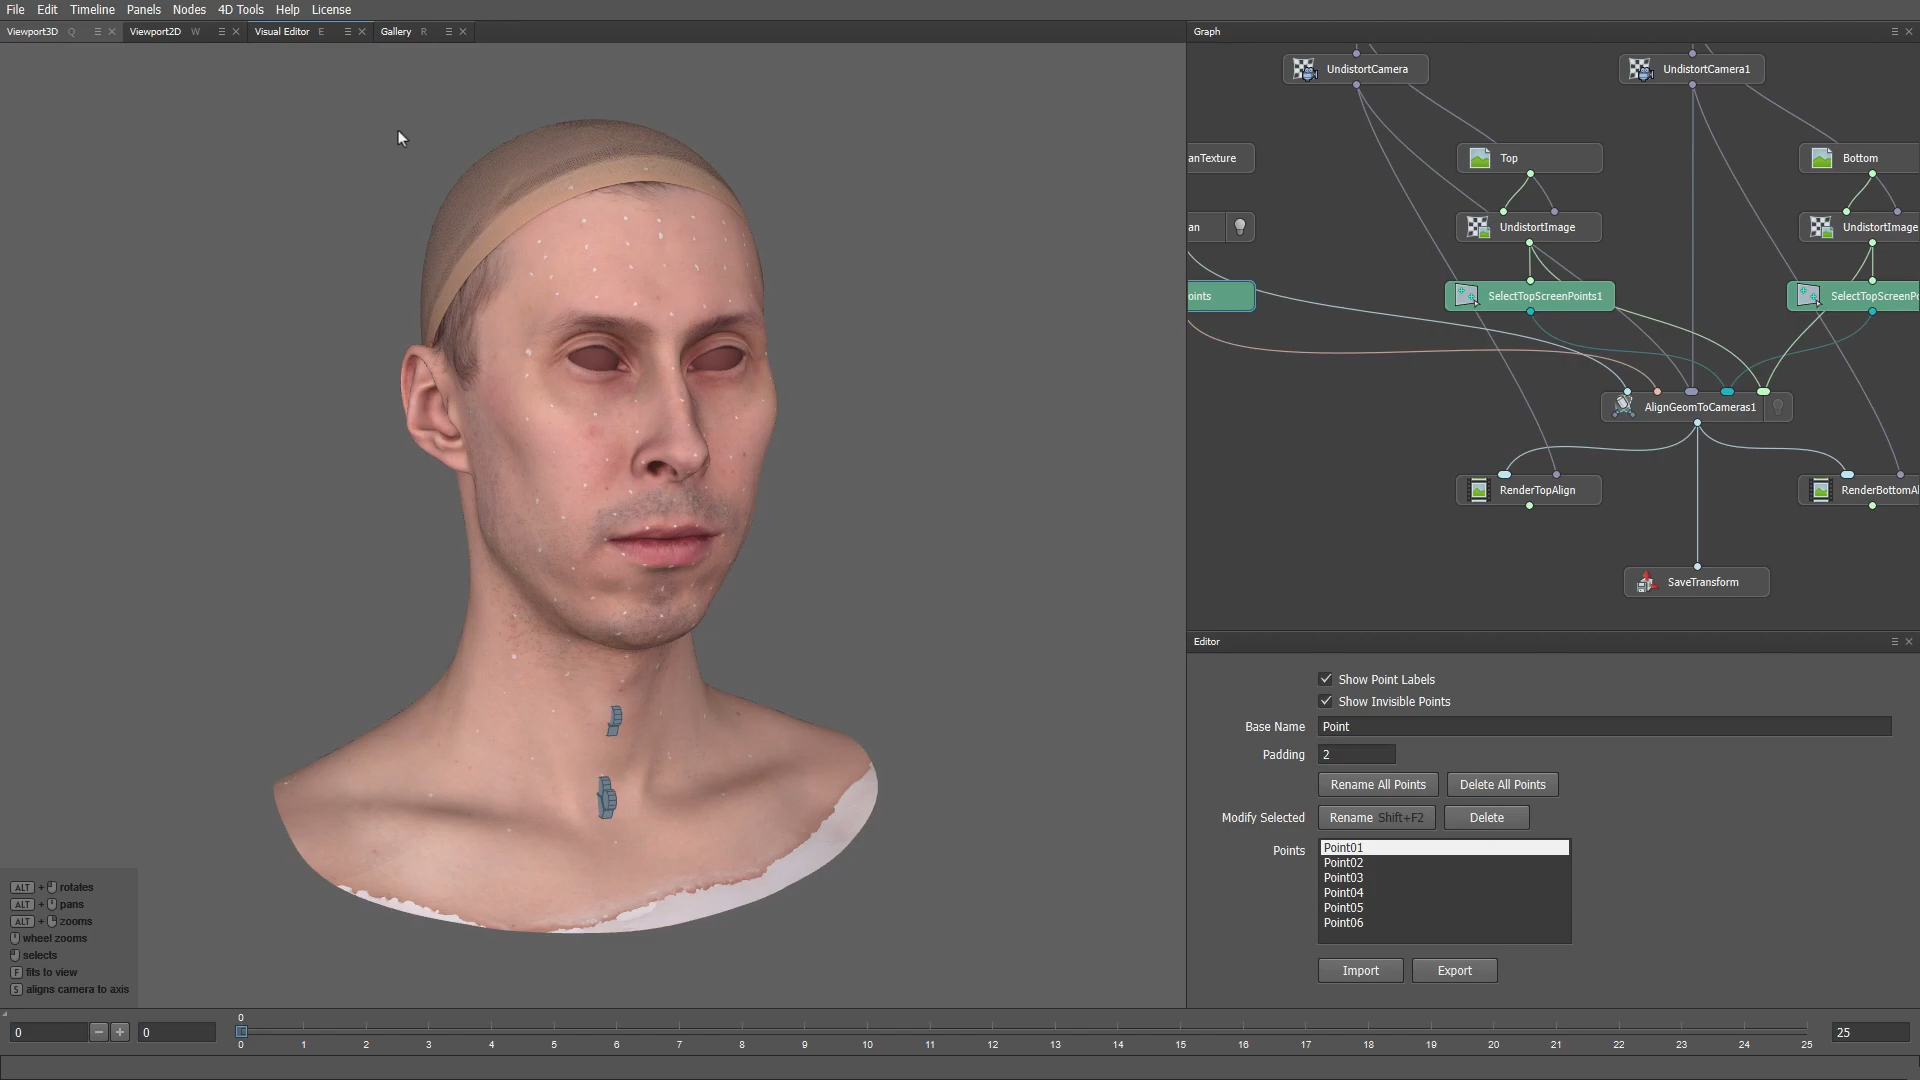 File Edit Timeline Panels Nodes 4D Tools Help License
Viewport3D Q Viewport2D W Visual Editor E Gallery R
Graph
UndistortCamera UndistortCamera1
anTexture Top Bottom
an UndistortImage UndistortImage
oints SelectTopScreenPoints1 SelectTopScreenPo
AlignGeomToCameras1
RenderTopAlign RenderBottomAl
SaveTransform
Editor
Show Point Labels
Show Invisible Points
Base Name Point
Padding 2
Rename All Points Delete All Points
Modify Selected Rename Shift+F2 Delete
Points Point01
Point02
Point03
Point04
Point05
Point06
Import Export
ALT + rotates
ALT + pans
ALT + zooms
wheel zooms
selects
F fits to view
S aligns camera to axis
0
0 − + 0 25
0 1 2 3 4 5 6 7 8 9 10 11 12 13 14 15 16 17 18 19 20 21 22 23 24 25